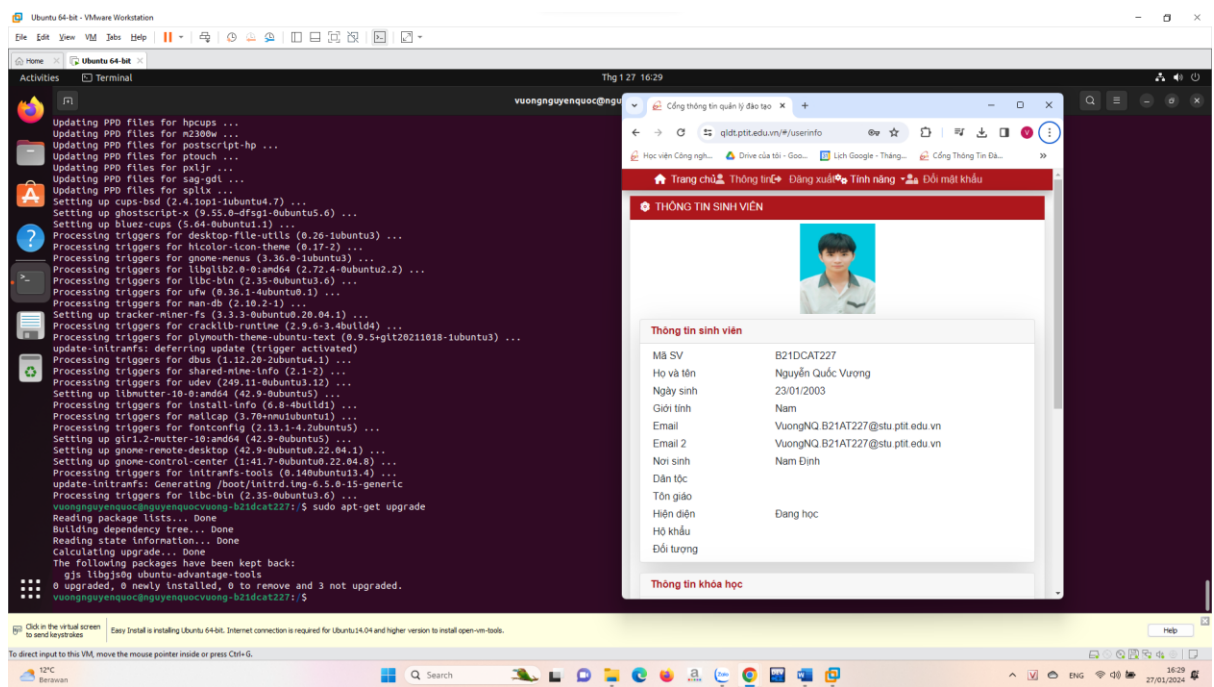 Ubuntu 64-bit - VMware Workstation
File Edit View VM Tabs Help
Home
Ubuntu 64-bit
Activities
Terminal
Thg 1 27 16:29
vuongnguyenquoc@ngu
Updating PPD files for hpcups ...
Updating PPD files for m2300w ...
Updating PPD files for postscript-hp ...
Updating PPD files for ptouch ...
Updating PPD files for pxljr ...
Updating PPD files for sag-gdi ...
Updating PPD files for splix ...
Setting up cups-bsd (2.4.1op1-1ubuntu4.7) ...
Setting up ghostscript-x (9.55.0~dfsg1-0ubuntu5.6) ...
Setting up bluez-cups (5.64-0ubuntu1.1) ...
Processing triggers for desktop-file-utils (0.26-1ubuntu3) ...
Processing triggers for hicolor-icon-theme (0.17-2) ...
Processing triggers for gnome-menus (3.36.0-1ubuntu3) ...
Processing triggers for libglib2.0-0:amd64 (2.72.4-0ubuntu2.2) ...
Processing triggers for libc-bin (2.35-0ubuntu3.6) ...
Processing triggers for ufw (0.36.1-4ubuntu0.1) ...
Processing triggers for man-db (2.10.2-1) ...
Setting up tracker-miner-fs (3.3.3-0ubuntu0.20.04.1) ...
Processing triggers for cracklib-runtime (2.9.6-3.4build4) ...
Processing triggers for plymouth-theme-ubuntu-text (0.9.5+git20211018-1ubuntu3) ...
update-initramfs: deferring update (trigger activated)
Processing triggers for dbus (1.12.20-2ubuntu4.1) ...
Processing triggers for shared-mime-info (2.1-2) ...
Processing triggers for udev (249.11-0ubuntu3.12) ...
Setting up libmutter-10-0:amd64 (42.9-0ubuntu5) ...
Processing triggers for install-info (6.8-4build1) ...
Processing triggers for mailcap (3.70+nmu1ubuntu1) ...
Processing triggers for fontconfig (2.13.1-4.2ubuntu5) ...
Setting up gir1.2-mutter-10:amd64 (42.9-0ubuntu5) ...
Setting up gnome-remote-desktop (42.9-0ubuntu0.22.04.1) ...
Setting up gnome-control-center (1:41.7-0ubuntu0.22.04.8) ...
Processing triggers for initramfs-tools (0.140ubuntu13.4) ...
update-initramfs: Generating /boot/initrd.img-6.5.0-15-generic
Processing triggers for libc-bin (2.35-0ubuntu3.6) ...
vuongnguyenquoc@nguyenquocvuong-b21dcat227:/$ sudo apt-get upgrade
Reading package lists... Done
Building dependency tree... Done
Reading state information... Done
Calculating upgrade... Done
The following packages have been kept back:
gjs libgjs0g ubuntu-advantage-tools
0 upgraded, 0 newly installed, 0 to remove and 3 not upgraded.
vuongnguyenquoc@nguyenquocvuong-b21dcat227:/$
Cổng thông tin quản lý đào tạo
qldt.ptit.edu.vn/#/userinfo
Học viện Công ngh... Drive của tôi - Goo... Lịch Google - Tháng... Cổng Thông Tin Đà...
Trang chủ Thông tin Đăng xuất Tính năng Đổi mật khẩu
THÔNG TIN SINH VIÊN
Thông tin sinh viên
Mã SV B21DCAT227
Họ và tên Nguyễn Quốc Vượng
Ngày sinh 23/01/2003
Giới tính Nam
Email VuongNQ.B21AT227@stu.ptit.edu.vn
Email 2 VuongNQ.B21AT227@stu.ptit.edu.vn
Nơi sinh Nam Định
Dân tộc
Tôn giáo
Hiện diện Đang học
Hộ khẩu
Đối tượng
Thông tin khóa học
Click in the virtual screen
to send keystrokes
Easy Install is installing Ubuntu 64-bit. Internet connection is required for Ubuntu14.04 and higher version to install open-vm-tools.
Help
To direct input to this VM, move the mouse pointer inside or press Ctrl+G.
12°C
Berawan
Search
Zalo
ENG
16:29
27/01/2024